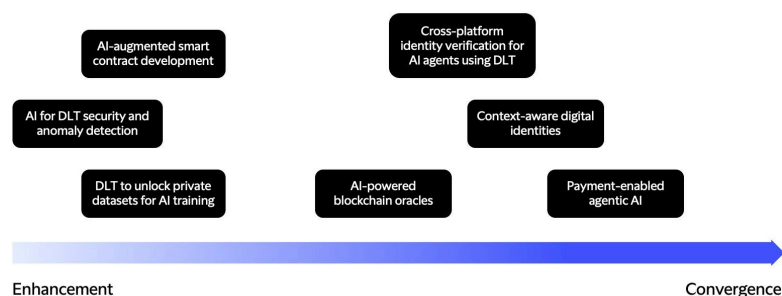 Cross-platform
identity verification for
AI agents using DLT
AI-augmented smart
contract development
AI for DLT security and
anomaly detection
Context-aware digital
identities
DLT to unlock private
datasets for AI training
AI-powered
blockchain oracles
Payment-enabled
agentic AI
Enhancement
Convergence